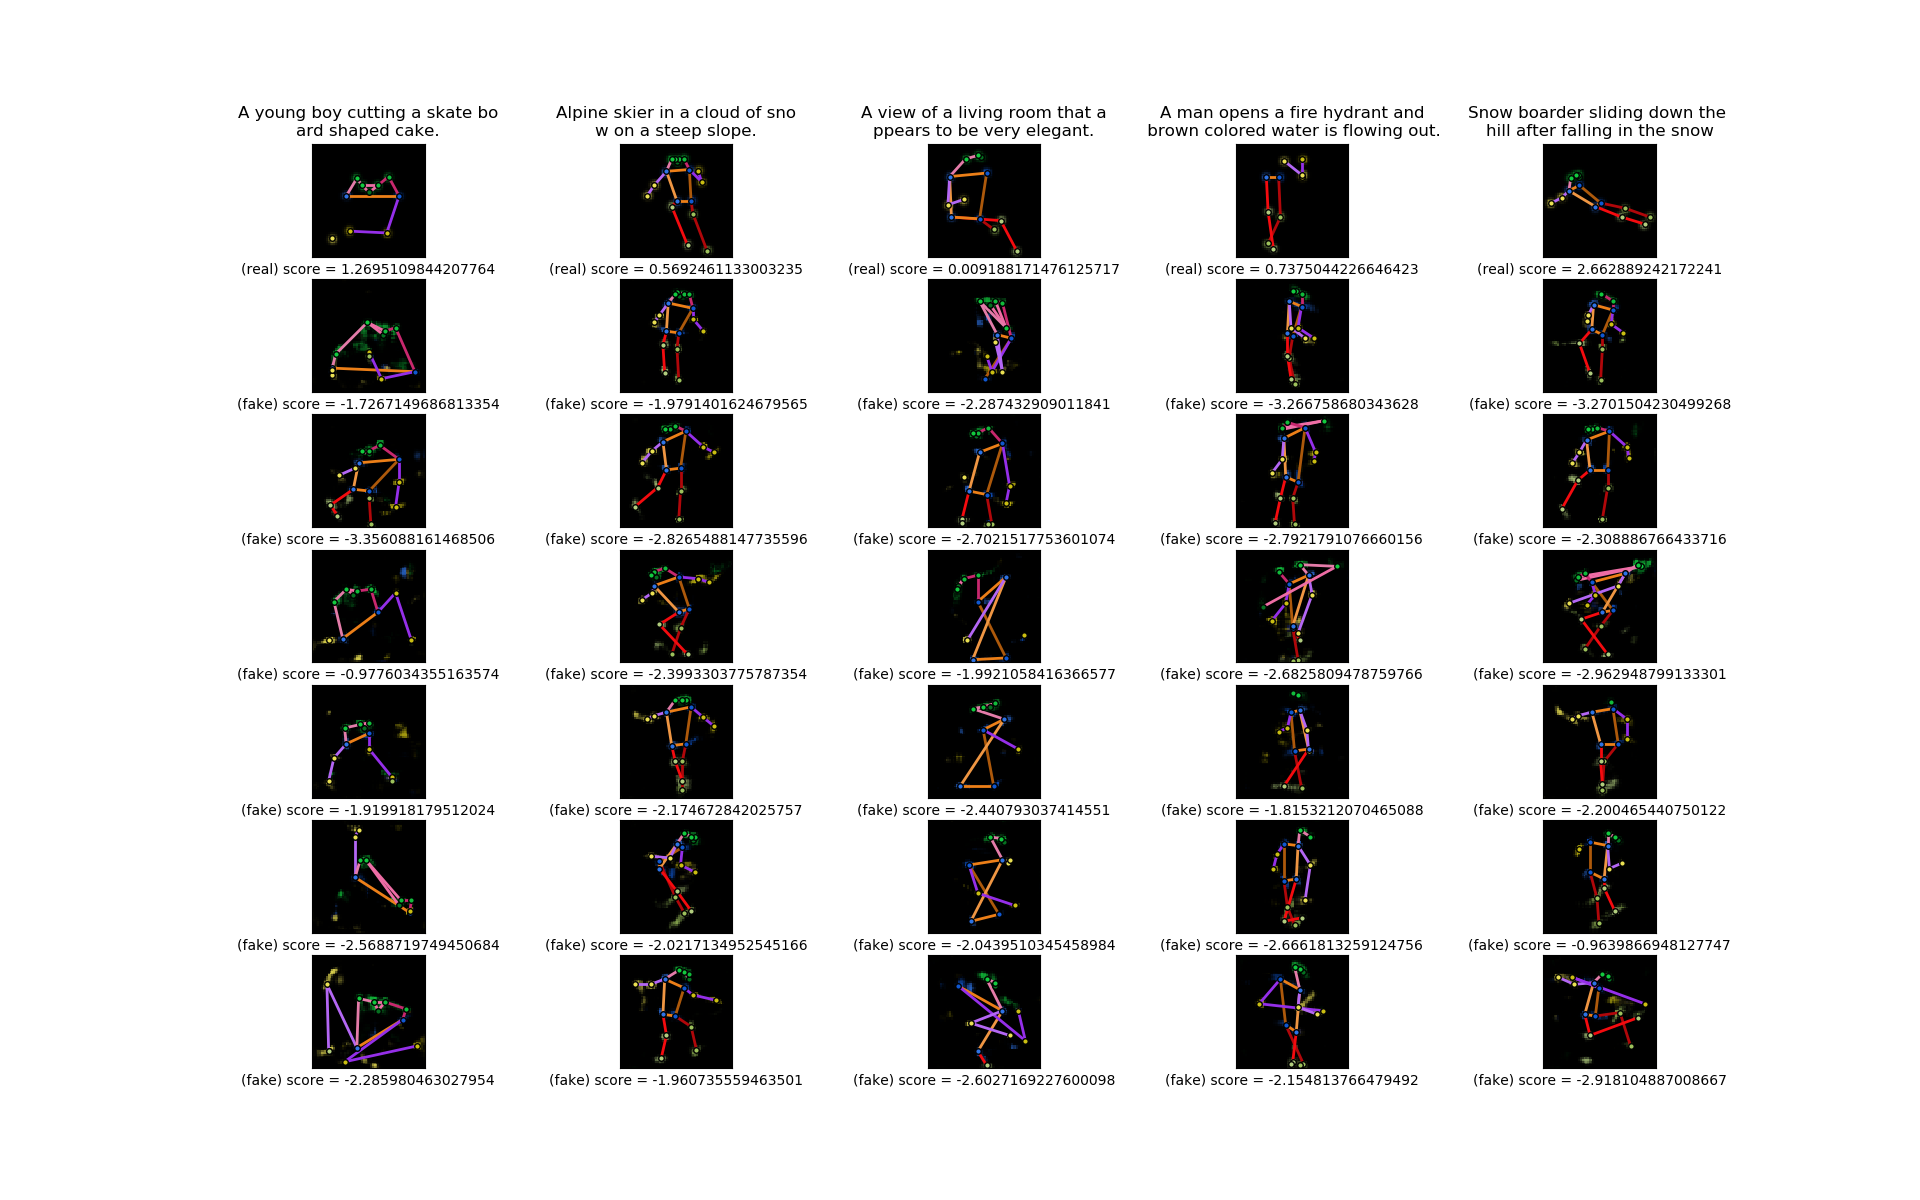 A young boy cutting a skate bo
ard shaped cake.
Alpine skier in a cloud of sno
w on a steep slope.
A view of a living room that a
ppears to be very elegant.
A man opens a fire hydrant and
brown colored water is flowing out.
Snow boarder sliding down the
hill after falling in the snow
(real) score = 1.2695109844207764
(real) score = 0.5692461133003235
(real) score = 0.009188171476125717
(real) score = 0.7375044226646423
(real) score = 2.662889242172241
(fake) score = -1.7267149686813354
(fake) score = -1.9791401624679565
(fake) score = -2.287432909011841
(fake) score = -3.266758680343628
(fake) score = -3.2701504230499268
(fake) score = -3.356088161468506
(fake) score = -2.8265488147735596
(fake) score = -2.7021517753601074
(fake) score = -2.7921791076660156
(fake) score = -2.308886766433716
(fake) score = -0.9776034355163574
(fake) score = -2.3993303775787354
(fake) score = -1.9921058416366577
(fake) score = -2.6825809478759766
(fake) score = -2.962948799133301
(fake) score = -1.919918179512024
(fake) score = -2.174672842025757
(fake) score = -2.440793037414551
(fake) score = -1.8153212070465088
(fake) score = -2.200465440750122
(fake) score = -2.5688719749450684
(fake) score = -2.0217134952545166
(fake) score = -2.0439510345458984
(fake) score = -2.6661813259124756
(fake) score = -0.9639866948127747
(fake) score = -2.285980463027954
(fake) score = -1.960735559463501
(fake) score = -2.6027169227600098
(fake) score = -2.154813766479492
(fake) score = -2.918104887008667